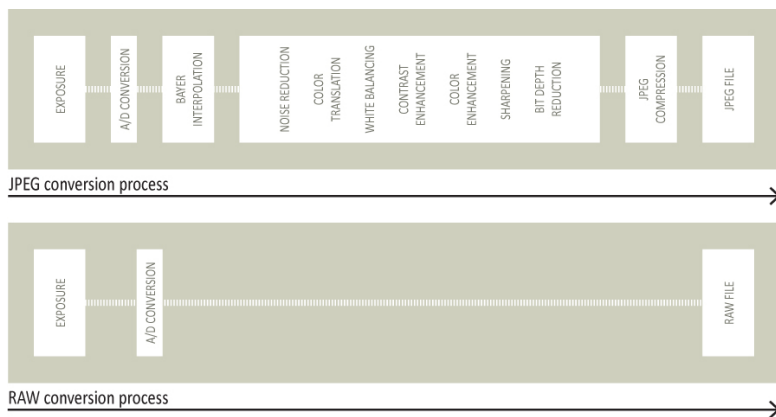 EXPOSURE
A/D CONVERSION
BAYER
INTERPOLATION
NOISE REDUCTION
COLOR
TRANSLATION
WHITE BALANCING
CONTRAST
ENHANCEMENT
COLOR
ENHANCEMENT
SHARPENING
BIT DEPTH
REDUCTION
JPEG
COMPRESSION
JPEG FILE
JPEG conversion process
EXPOSURE
A/D CONVERSION
RAW FILE
RAW conversion process